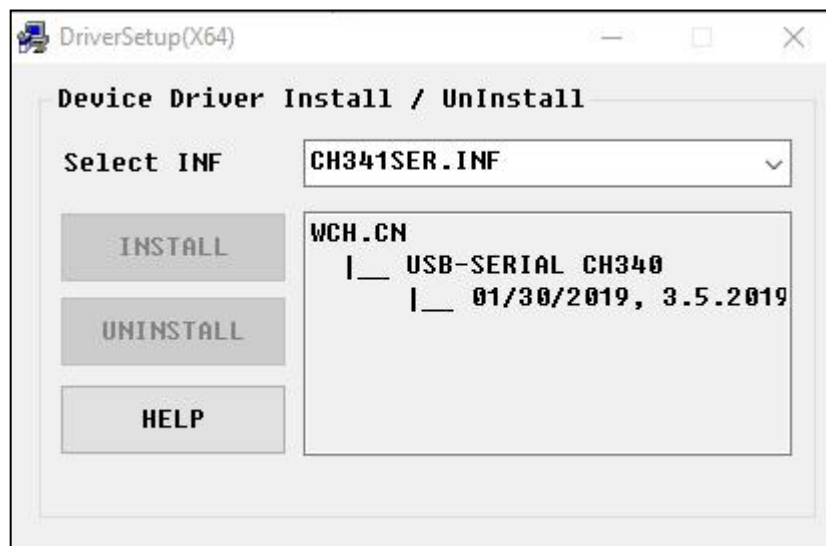 DriverSetup(X64)
Device Driver Install / UnInstall
Select INF
CH341SER.INF
INSTALL
UNINSTALL
HELP
WCH.CN
|__ USB-SERIAL CH340
|__ 01/30/2019, 3.5.2019